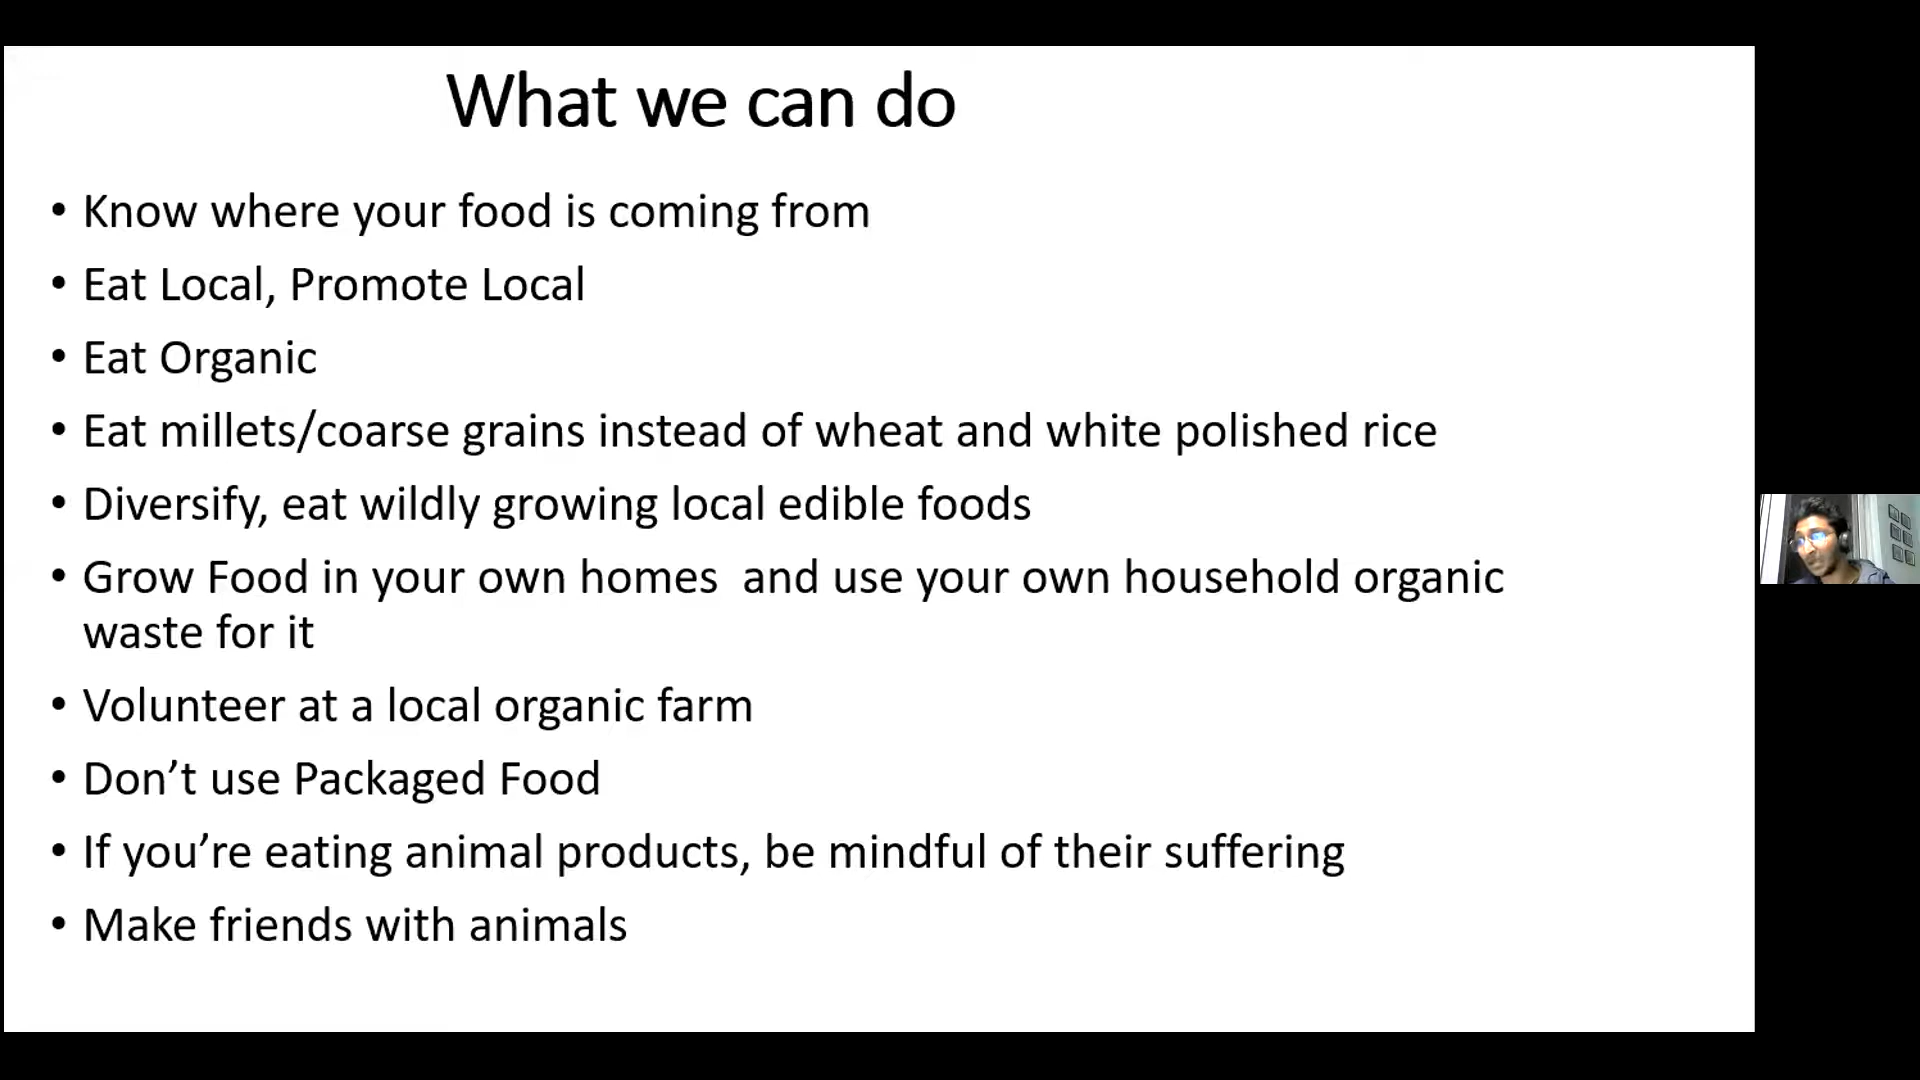 What we can do
• Know where your food is coming from
• Eat Local, Promote Local
• Eat Organic
• Eat millets/coarse grains instead of wheat and white polished rice
• Diversify, eat wildly growing local edible foods
• Grow Food in your own homes  and use your own household organic
waste for it
• Volunteer at a local organic farm
• Don’t use Packaged Food
• If you’re eating animal products, be mindful of their suffering
• Make friends with animals